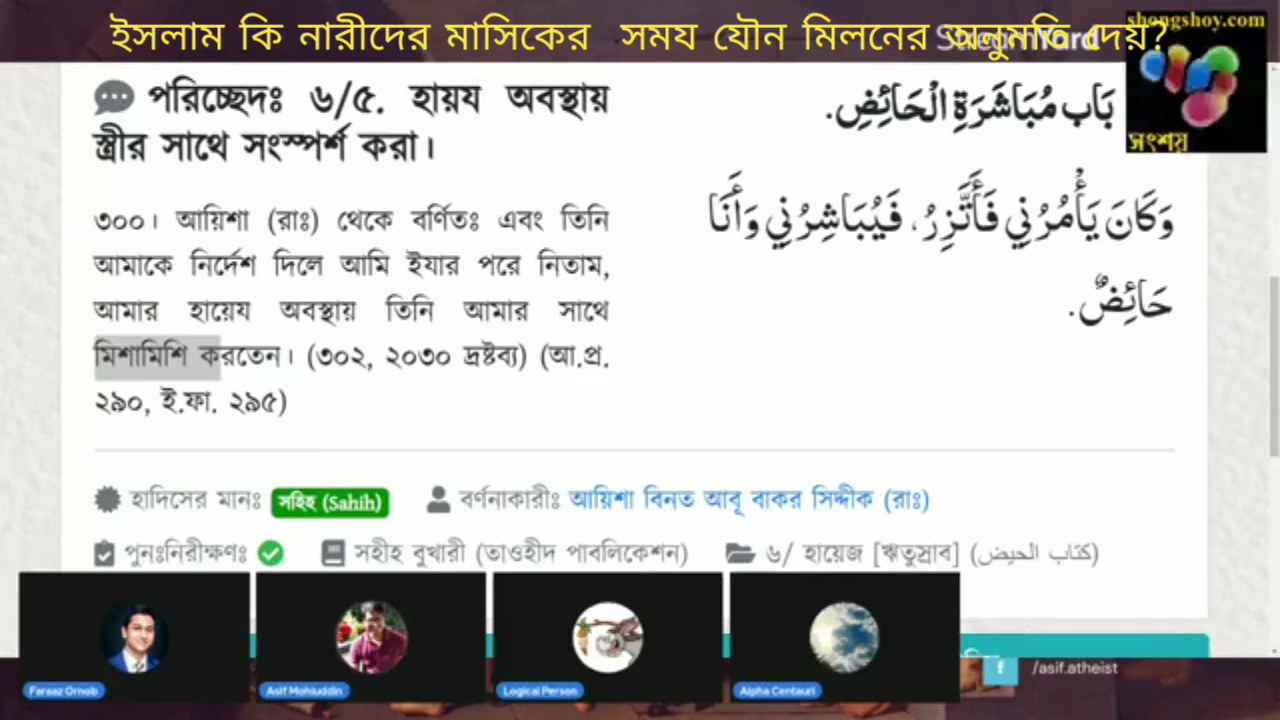 ইসলাম কি নারীদের মাসিকের সময যৌন মিলনের অনুমতি দেয়?
shongshoy.com
সংশয়
পরিচ্ছেদঃ ৬/৫. হায়য অবস্থায়
স্ত্রীর সাথে সংস্পর্শ করা।
بَاب مُبَاشَرَةِ الْحَائِضِ.
৩০০। আয়িশা (রাঃ) থেকে বর্ণিতঃ এবং তিনি
আমাকে নির্দেশ দিলে আমি ইযার পরে নিতাম,
আমার হায়েয অবস্থায় তিনি আমার সাথে
মিশামিশি করতেন। (৩০২, ২০৩০ দ্রষ্টব্য) (আ.প্র.
২৯০, ই.ফা. ২৯৫)
وَكَانَ يَأْمُرُنِي فَأَتَّزِرُ، فَيُبَاشِرُنِي وَأَنَا
حَائِضٌ.
হাদিসের মানঃ সহিহ (Sahih) বর্ণনাকারীঃ আয়িশা বিনত আবূ বাকর সিদ্দীক (রাঃ)
পুনঃনিরীক্ষণঃ সহীহ বুখারী (তাওহীদ পাবলিকেশন) ৬/ হায়েজ [ঋতুস্রাব] (كتاب الحيض)
Faraaz Ornob
Asif Mohiuddin
Logical Person
Alpha Centauri
f /asif.atheist